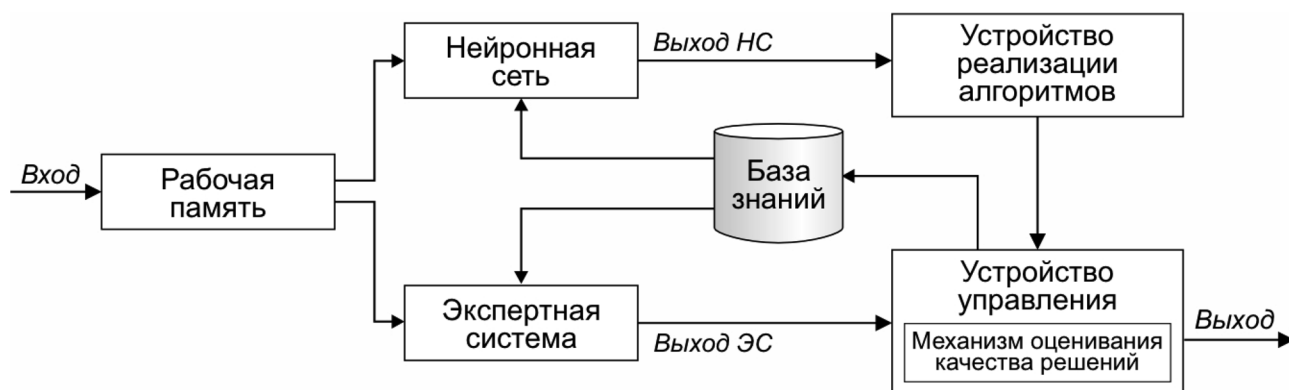 Нейронная
сеть
Выход НС
Устройство
реализации
алгоритмов
Вход
Рабочая
память
База
знаний
Экспертная
система
Выход ЭС
Устройство
управления
Механизм оценивания
качества решений
Выход